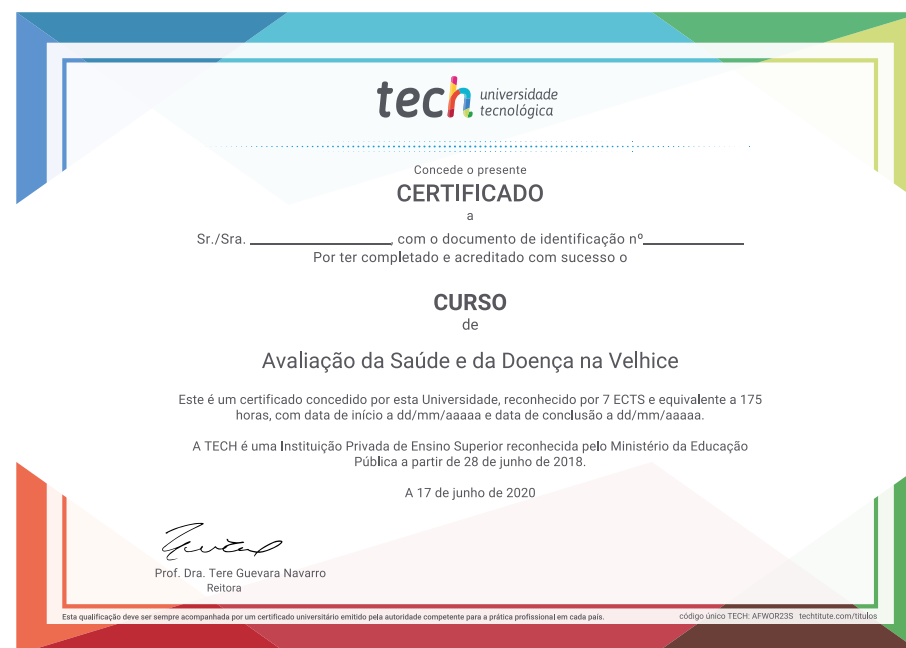 tech universidade
tecnológica
Concede o presente
CERTIFICADO
a
Sr./Sra. ____________________, com o documento de identificação nº______________
Por ter completado e acreditado com sucesso o
CURSO
de
Avaliação da Saúde e da Doença na Velhice
Este é um certificado concedido por esta Universidade, reconhecido por 7 ECTS e equivalente a 175
horas, com data de início a dd/mm/aaaaa e data de conclusão a dd/mm/aaaaa.
A TECH é uma Instituição Privada de Ensino Superior reconhecida pelo Ministério da Educação
Pública a partir de 28 de junho de 2018.
A 17 de junho de 2020
Prof. Dra. Tere Guevara Navarro
Reitora
Esta qualificação deve ser sempre acompanhada por um certificado universitário emitido pela autoridade competente para a prática profissional em cada país.
código único TECH: AFWOR23S techtitute.com/titulos